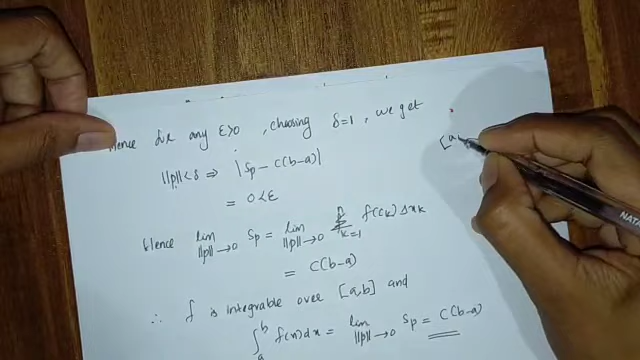 Hence for any ε>0, choosing δ=1, we get
||p||<δ ⇒ |Sp – C(b-a)|
= 0<ε
Hence lim ||p||→0 Sp = lim ||p||→0 n Σ k=1 f(ck) Δxk
= C(b-a)
∴ f is integrable over [a,b] and
∫ab f(x)dx = lim ||p||→0 Sp = C(b-a)